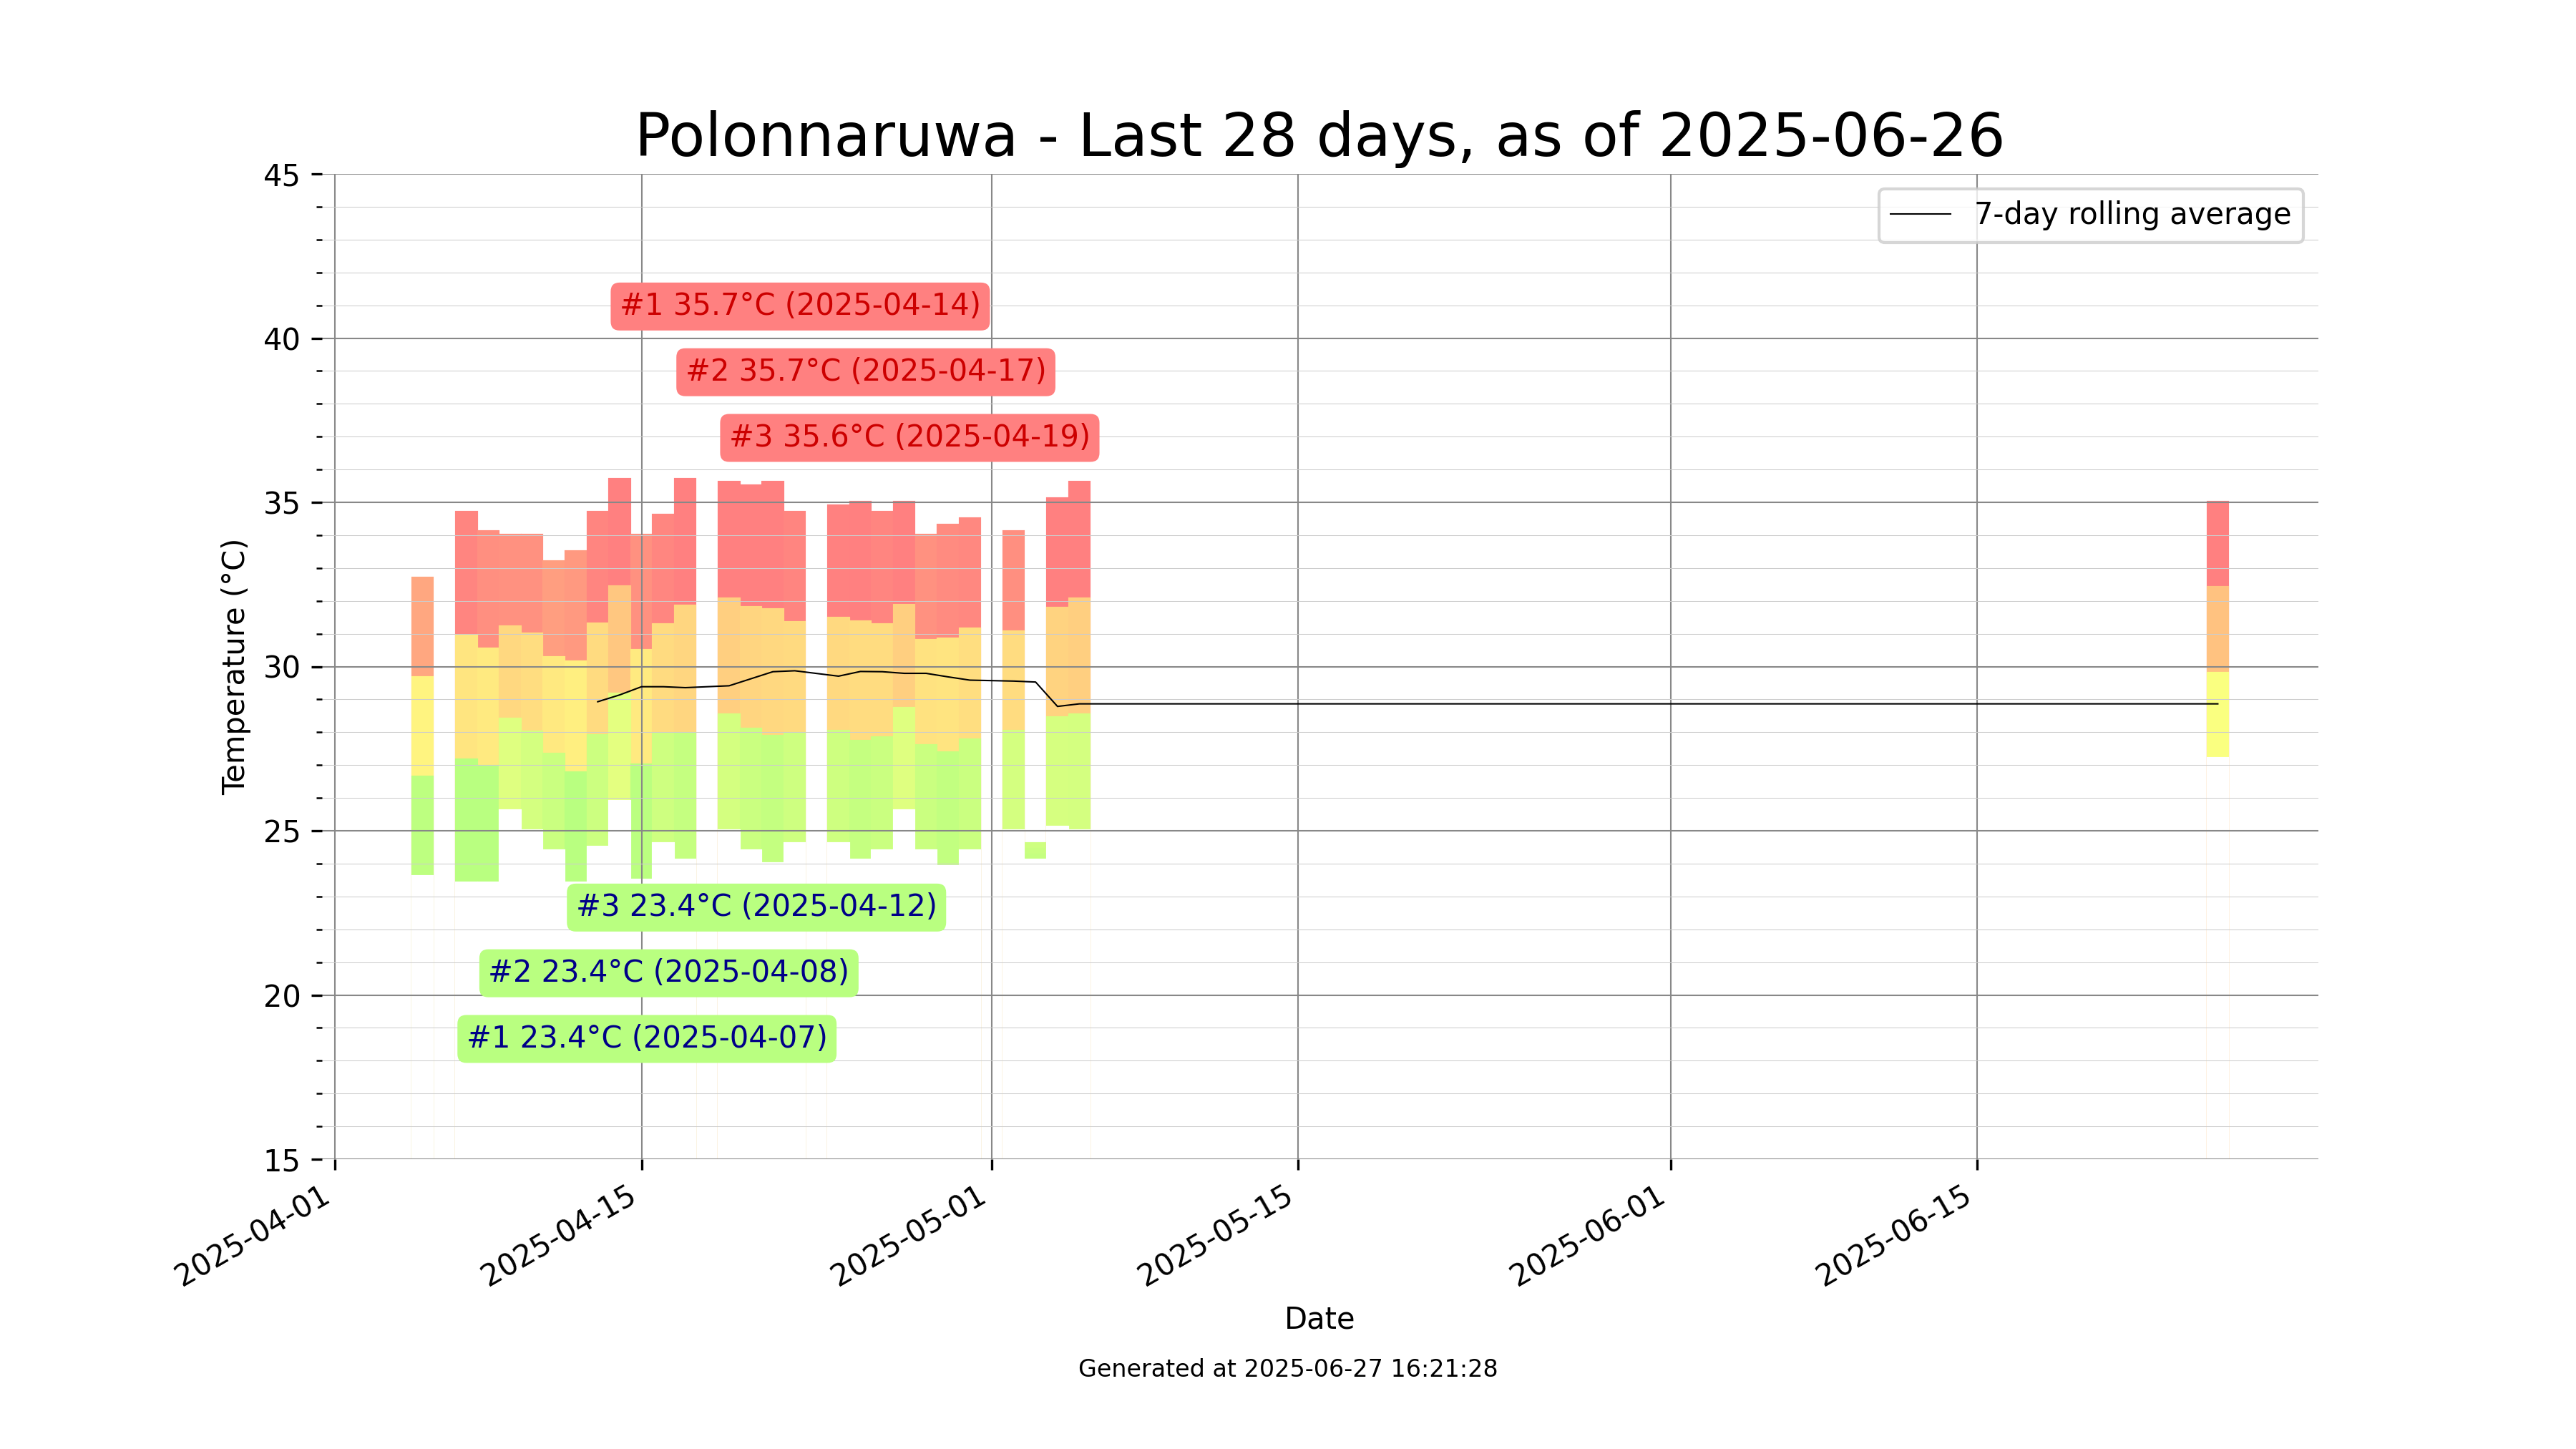 Polonnaruwa - Last 28 days, as of 2025-06-26
45
7-day rolling average
#1 35.7°C (2025-04-14)
40
#2 35.7°C (2025-04-17)
#3 35.6°C (2025-04-19)
35
30
Temperature (°C)
25
#3 23.4°C (2025-04-12)
#2 23.4°C (2025-04-08)
20
#1 23.4°C (2025-04-07)
15
2025-04-01
2025-04-15
2025-05-01
2025-05-15
2025-06-01
2025-06-15
Date
Generated at 2025-06-27 16:21:28